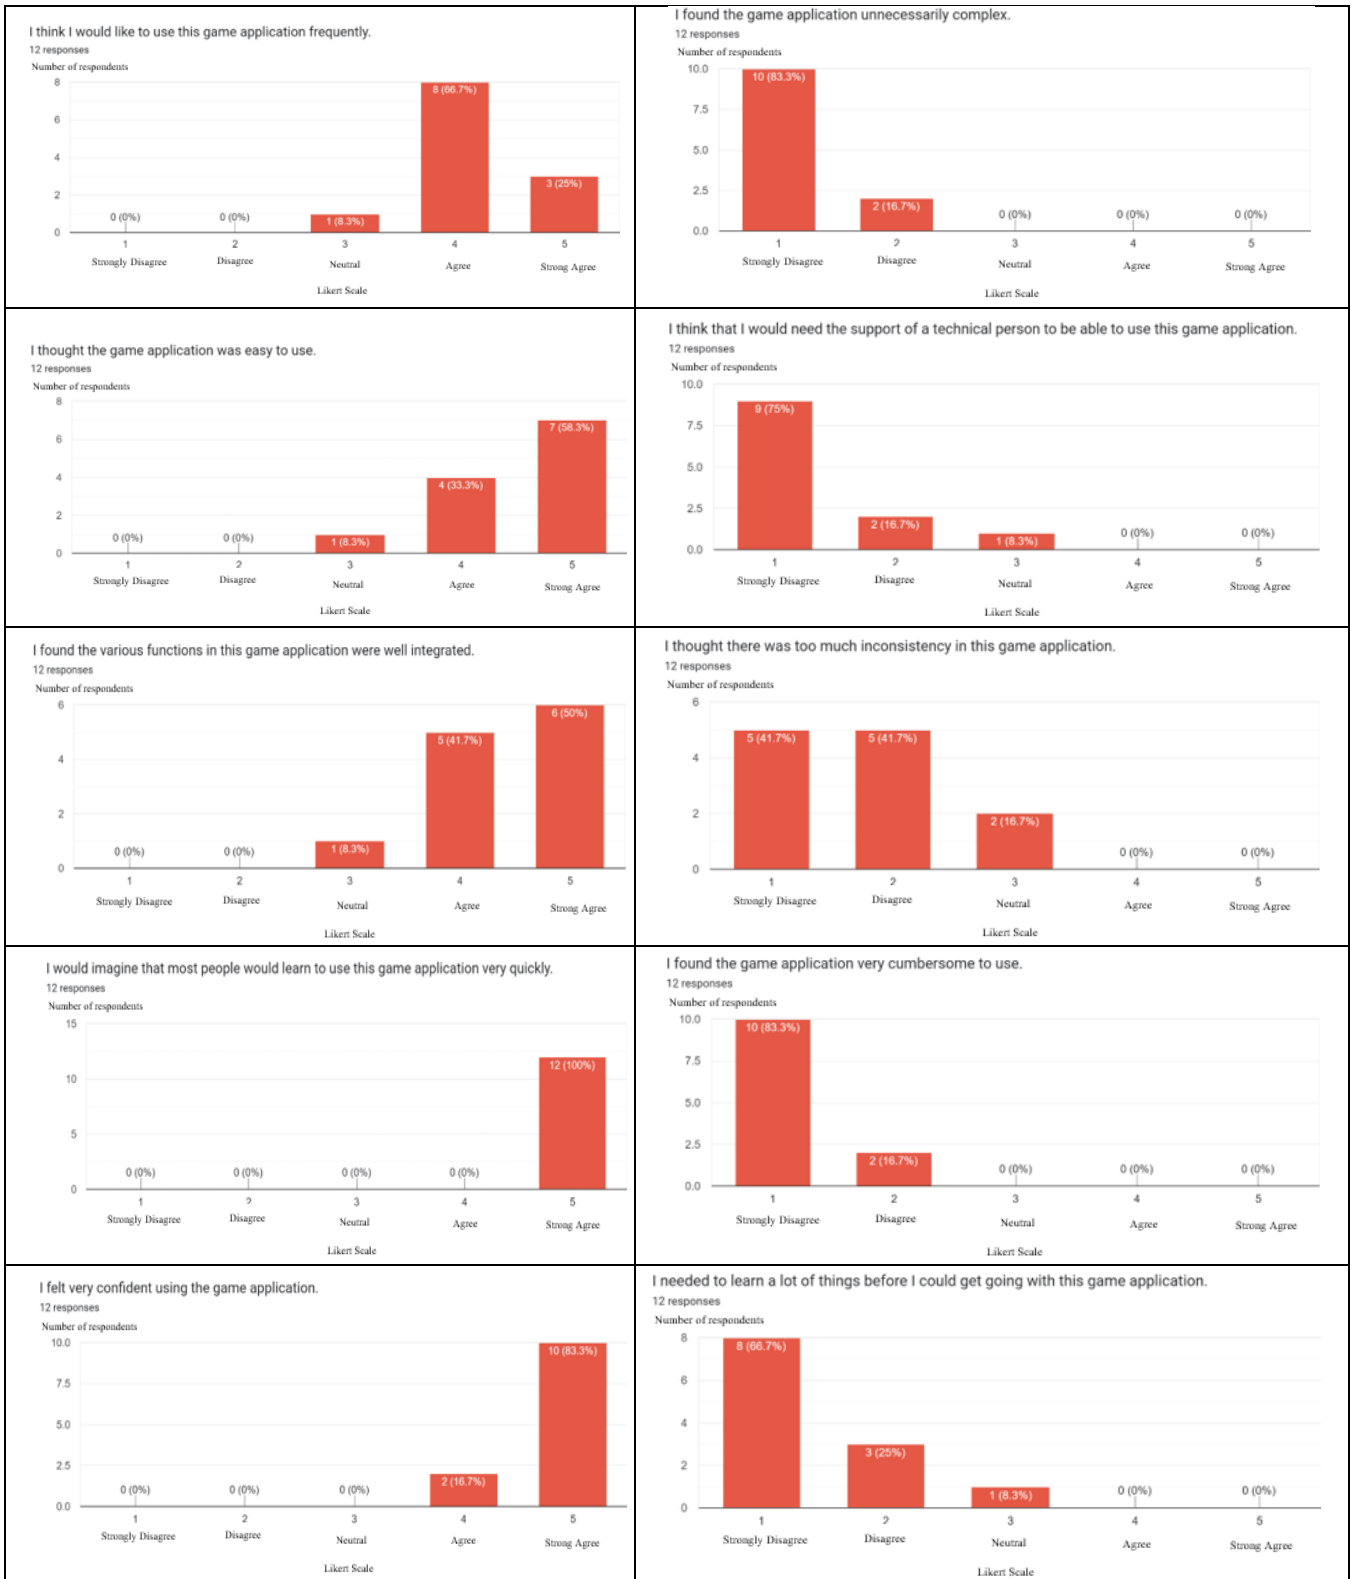 I think I would like to use this game application frequently.
12 responses
Number of respondents
8
6
4
2
0
0 (0%)
0 (0%)
1 (8.3%)
8 (66.7%)
3 (25%)
1
2
3
4
5
Strongly Disagree
Disagree
Neutral
Agree
Strong Agree
Likert Scale
I found the game application unnecessarily complex.
12 responses
Number of respondents
10.0
7.5
5.0
2.5
0.0
10 (83.3%)
2 (16.7%)
0 (0%)
0 (0%)
0 (0%)
1
2
3
4
5
Strongly Disagree
Disagree
Neutral
Agree
Strong Agree
Likert Scale
I thought the game application was easy to use.
12 responses
Number of respondents
8
6
4
2
0
0 (0%)
0 (0%)
1 (8.3%)
4 (33.3%)
7 (58.3%)
1
2
3
4
5
Strongly Disagree
Disagree
Neutral
Agree
Strong Agree
Likert Scale
I think that I would need the support of a technical person to be able to use this game application.
12 responses
Number of respondents
10.0
7.5
5.0
2.5
0.0
9 (75%)
2 (16.7%)
1 (8.3%)
0 (0%)
0 (0%)
1
2
3
4
5
Strongly Disagree
Disagree
Neutral
Agree
Strong Agree
Likert Scale
I found the various functions in this game application were well integrated.
12 responses
Number of respondents
6
4
2
0
0 (0%)
0 (0%)
1 (8.3%)
5 (41.7%)
6 (50%)
1
2
3
4
5
Strongly Disagree
Disagree
Neutral
Agree
Strong Agree
Likert Scale
I thought there was too much inconsistency in this game application.
12 responses
Number of respondents
6
4
2
0
5 (41.7%)
5 (41.7%)
2 (16.7%)
0 (0%)
0 (0%)
1
2
3
4
5
Strongly Disagree
Disagree
Neutral
Agree
Strong Agree
Likert Scale
I would imagine that most people would learn to use this game application very quickly.
12 responses
Number of respondents
15
10
5
0
0 (0%)
0 (0%)
0 (0%)
0 (0%)
12 (100%)
1
2
3
4
5
Strongly Disagree
Disagree
Neutral
Agree
Strong Agree
Likert Scale
I found the game application very cumbersome to use.
12 responses
Number of respondents
10.0
7.5
5.0
2.5
0.0
10 (83.3%)
2 (16.7%)
0 (0%)
0 (0%)
0 (0%)
1
2
3
4
5
Strongly Disagree
Disagree
Neutral
Agree
Strong Agree
Likert Scale
I felt very confident using the game application.
12 responses
Number of respondents
10.0
7.5
5.0
2.5
0.0
0 (0%)
0 (0%)
0 (0%)
2 (16.7%)
10 (83.3%)
1
2
3
4
5
Strongly Disagree
Disagree
Neutral
Agree
Strong Agree
Likert Scale
I needed to learn a lot of things before I could get going with this game application.
12 responses
Number of respondents
8
6
4
2
0
8 (66.7%)
3 (25%)
1 (8.3%)
0 (0%)
0 (0%)
1
2
3
4
5
Strongly Disagree
Disagree
Neutral
Agree
Strong Agree
Likert Scale